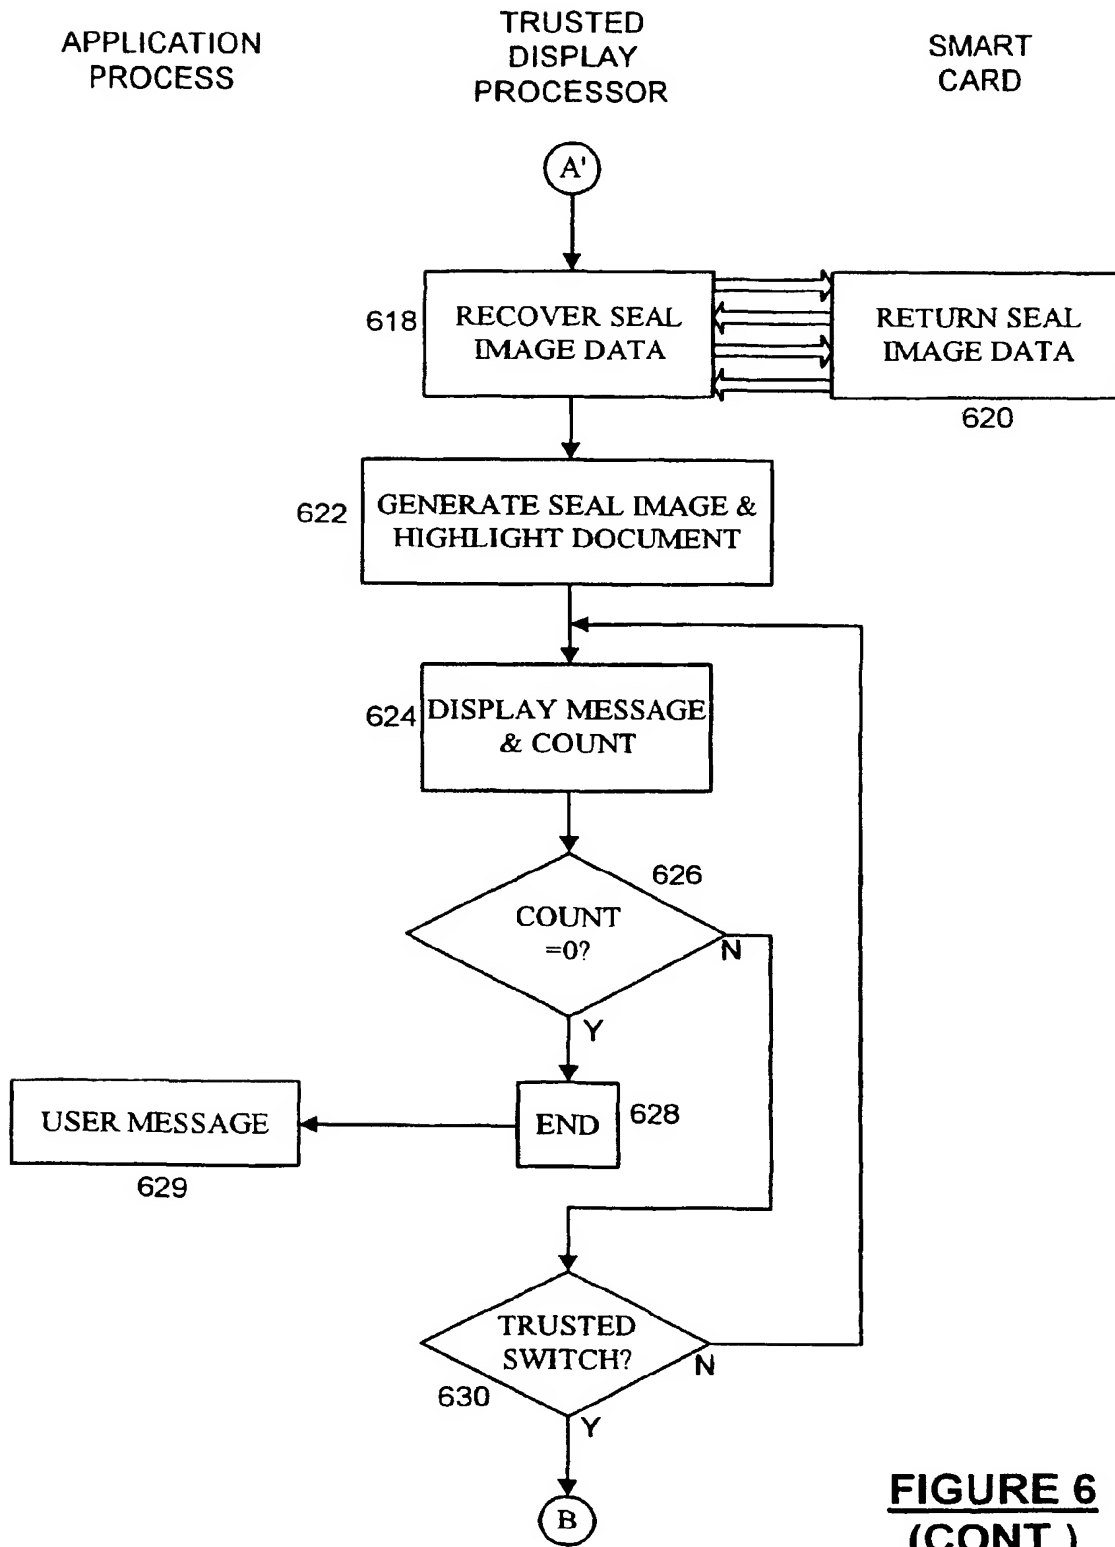 APPLICATION
PROCESS
TRUSTED
DISPLAY
PROCESSOR
SMART
CARD
A'
618
RECOVER SEAL
IMAGE DATA
RETURN SEAL
IMAGE DATA
620
622
GENERATE SEAL IMAGE &
HIGHLIGHT DOCUMENT
624
DISPLAY MESSAGE
& COUNT
626
COUNT
=0?
N
Y
USER MESSAGE
629
END
628
TRUSTED
SWITCH?
N
630
Y
B
FIGURE 6
(CONT.)